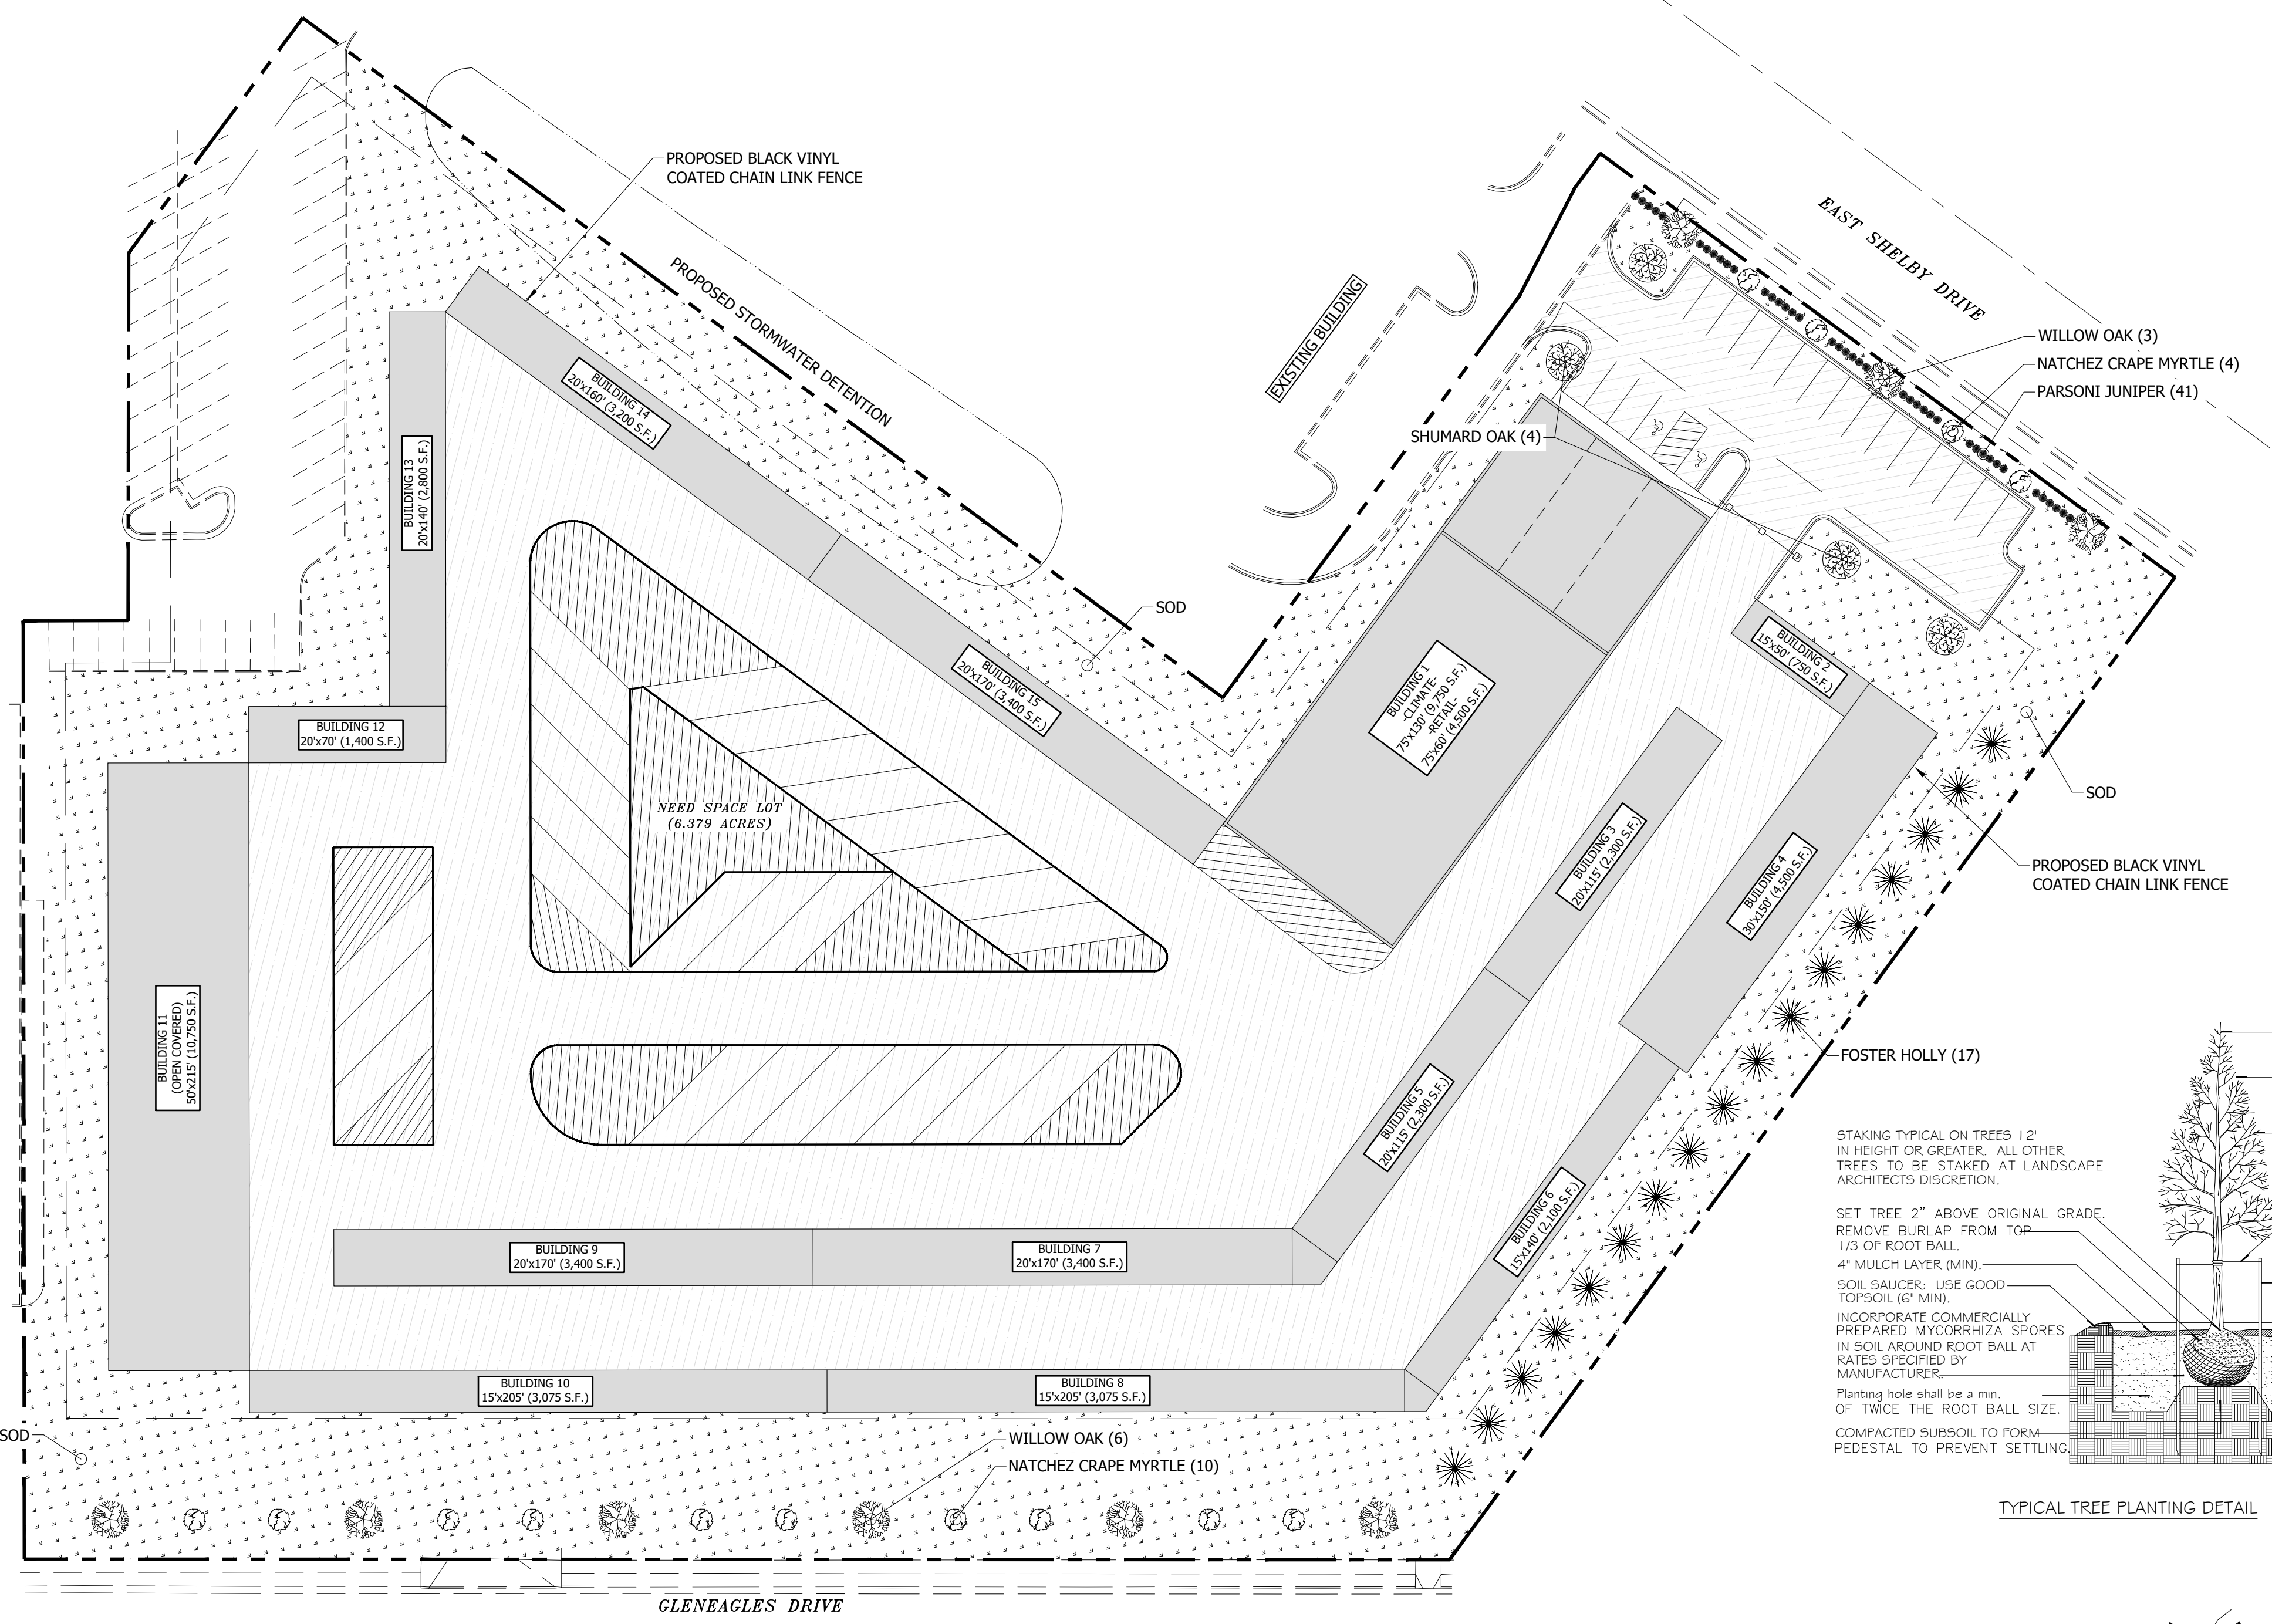 PROPOSED BLACK VINYL
COATED CHAIN LINK FENCE
PROPOSED STORMWATER DETENTION
EAST SHELBY DRIVE
EXISTING BUILDING
WILLOW OAK (3)
NATCHEZ CRAPE MYRTLE (4)
PARSONI JUNIPER (41)
SHUMARD OAK (4)
BUILDING 14
20'x160' (3,200 S.F.)
BUILDING 13
20'x140' (2,800 S.F.)
SOD
BUILDING 15
20'x170' (3,400 S.F.)
BUILDING 1
-CLIMATE-
75'x130' (9,750 S.F.)
-RETAIL-
75'x60' (4,500 S.F.)
BUILDING 2
15'x50' (750 S.F.)
BUILDING 12
20'x70' (1,400 S.F.)
SOD
NEED SPACE LOT
(6.379 ACRES)
BUILDING 3
20'x115' (2,300 S.F.)
BUILDING 4
30'x150' (4,500 S.F.)
PROPOSED BLACK VINYL
COATED CHAIN LINK FENCE
BUILDING 11
(OPEN COVERED)
50'x215' (10,750 S.F.)
FOSTER HOLLY (17)
BUILDING 5
20'x115' (2,300 S.F.)
BUILDING 6
15'x140' (2,100 S.F.)
BUILDING 9
20'x170' (3,400 S.F.)
BUILDING 7
20'x170' (3,400 S.F.)
BUILDING 10
15'x205' (3,075 S.F.)
BUILDING 8
15'x205' (3,075 S.F.)
SOD
WILLOW OAK (6)
NATCHEZ CRAPE MYRTLE (10)
GLENEAGLES DRIVE
STAKING TYPICAL ON TREES 12'
IN HEIGHT OR GREATER. ALL OTHER
TREES TO BE STAKED AT LANDSCAPE
ARCHITECTS DISCRETION.
SET TREE 2" ABOVE ORIGINAL GRADE.
REMOVE BURLAP FROM TOP
1/3 OF ROOT BALL.
4" MULCH LAYER (MIN).
SOIL SAUCER: USE GOOD
TOPSOIL (6" MIN).
INCORPORATE COMMERCIALLY
PREPARED MYCORRHIZA SPORES
IN SOIL AROUND ROOT BALL AT
RATES SPECIFIED BY
MANUFACTURER.
Planting hole shall be a min.
OF TWICE THE ROOT BALL SIZE.
COMPACTED SUBSOIL TO FORM
PEDESTAL TO PREVENT SETTLING.
TYPICAL TREE PLANTING DETAIL